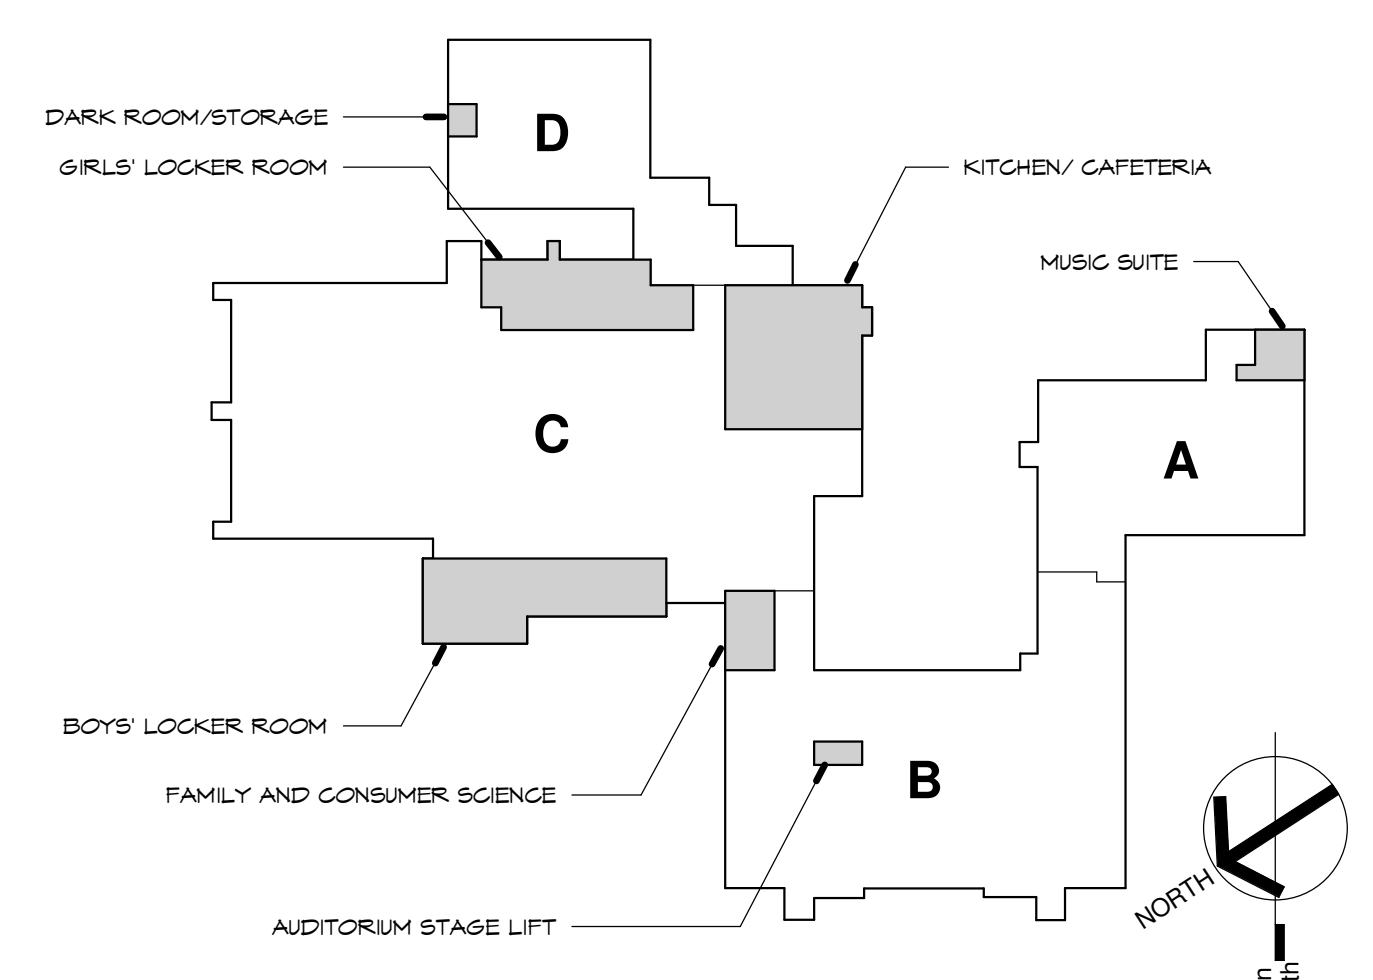 DARK ROOM/STORAGE
D
GIRLS' LOCKER ROOM
KITCHEN/ CAFETERIA
MUSIC SUITE
C
A
BOYS' LOCKER ROOM
FAMILY AND CONSUMER SCIENCE
B
AUDITORIUM STAGE LIFT
NORTH